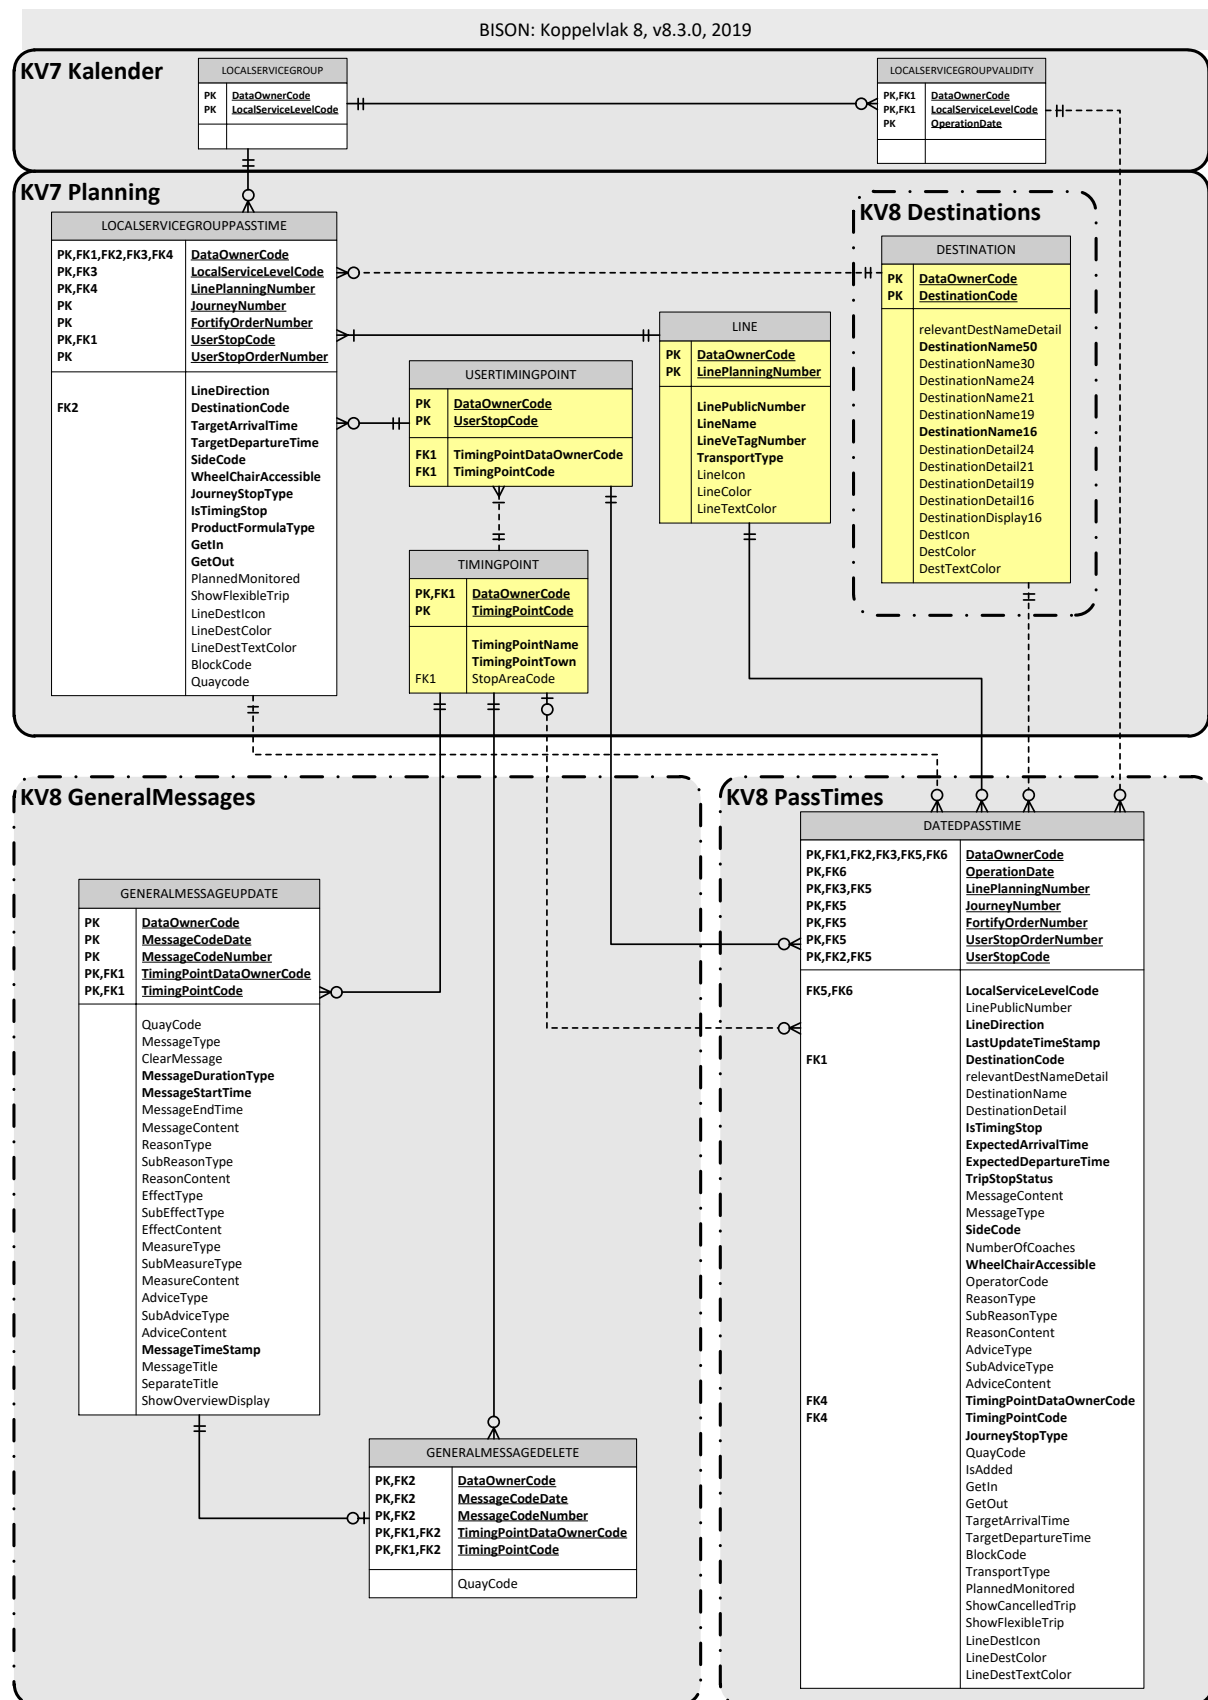 BISON: Koppelvlak 8, v8.3.0, 2019
KV7 Kalender
LOCALSERVICEGROUP
PK DataOwnerCode
PK LocalServiceLevelCode
LOCALSERVICEGROUPVALIDITY
PK,FK1 DataOwnerCode
PK,FK1 LocalServiceLevelCode
PK OperationDate
KV7 Planning
LOCALSERVICEGROUPPASSTIME
PK,FK1,FK2,FK3,FK4 DataOwnerCode
PK,FK3 LocalServiceLevelCode
PK,FK4 LinePlanningNumber
PK JourneyNumber
PK FortifyOrderNumber
PK,FK1 UserStopCode
PK UserStopOrderNumber
LineDirection
FK2 DestinationCode
TargetArrivalTime
TargetDepartureTime
SideCode
WheelChairAccessible
JourneyStopType
IsTimingStop
ProductFormulaType
GetIn
GetOut
PlannedMonitored
ShowFlexibleTrip
LineDestIcon
LineDestColor
LineDestTextColor
BlockCode
Quaycode
USERTIMINGPOINT
PK DataOwnerCode
PK UserStopCode
FK1 TimingPointDataOwnerCode
FK1 TimingPointCode
TIMINGPOINT
PK,FK1 DataOwnerCode
PK TimingPointCode
TimingPointName
TimingPointTown
FK1 StopAreaCode
LINE
PK DataOwnerCode
PK LinePlanningNumber
LinePublicNumber
LineName
LineVeTagNumber
TransportType
LineIcon
LineColor
LineTextColor
KV8 Destinations
DESTINATION
PK DataOwnerCode
PK DestinationCode
relevantDestNameDetail
DestinationName50
DestinationName30
DestinationName24
DestinationName21
DestinationName19
DestinationName16
DestinationDetail24
DestinationDetail21
DestinationDetail19
DestinationDetail16
DestinationDisplay16
DestIcon
DestColor
DestTextColor
KV8 GeneralMessages
GENERALMESSAGEUPDATE
PK DataOwnerCode
PK MessageCodeDate
PK MessageCodeNumber
PK,FK1 TimingPointDataOwnerCode
PK,FK1 TimingPointCode
QuayCode
MessageType
ClearMessage
MessageDurationType
MessageStartTime
MessageEndTime
MessageContent
ReasonType
SubReasonType
ReasonContent
EffectType
SubEffectType
EffectContent
MeasureType
SubMeasureType
MeasureContent
AdviceType
SubAdviceType
AdviceContent
MessageTimeStamp
MessageTitle
SeparateTitle
ShowOverviewDisplay
GENERALMESSAGEDELETE
PK,FK2 DataOwnerCode
PK,FK2 MessageCodeDate
PK,FK2 MessageCodeNumber
PK,FK1,FK2 TimingPointDataOwnerCode
PK,FK1,FK2 TimingPointCode
QuayCode
KV8 PassTimes
DATEDPASSTIME
PK,FK1,FK2,FK3,FK5,FK6 DataOwnerCode
PK,FK6 OperationDate
PK,FK3,FK5 LinePlanningNumber
PK,FK5 JourneyNumber
PK,FK5 FortifyOrderNumber
PK,FK5 UserStopOrderNumber
PK,FK2,FK5 UserStopCode
FK5,FK6 LocalServiceLevelCode
LinePublicNumber
LineDirection
LastUpdateTimeStamp
FK1 DestinationCode
relevantDestNameDetail
DestinationName
DestinationDetail
IsTimingStop
ExpectedArrivalTime
ExpectedDepartureTime
TripStopStatus
MessageContent
MessageType
SideCode
NumberOfCoaches
WheelChairAccessible
OperatorCode
ReasonType
SubReasonType
ReasonContent
AdviceType
SubAdviceType
AdviceContent
FK4 TimingPointDataOwnerCode
FK4 TimingPointCode
JourneyStopType
QuayCode
IsAdded
GetIn
GetOut
TargetArrivalTime
TargetDepartureTime
BlockCode
TransportType
PlannedMonitored
ShowCancelledTrip
ShowFlexibleTrip
LineDestIcon
LineDestColor
LineDestTextColor